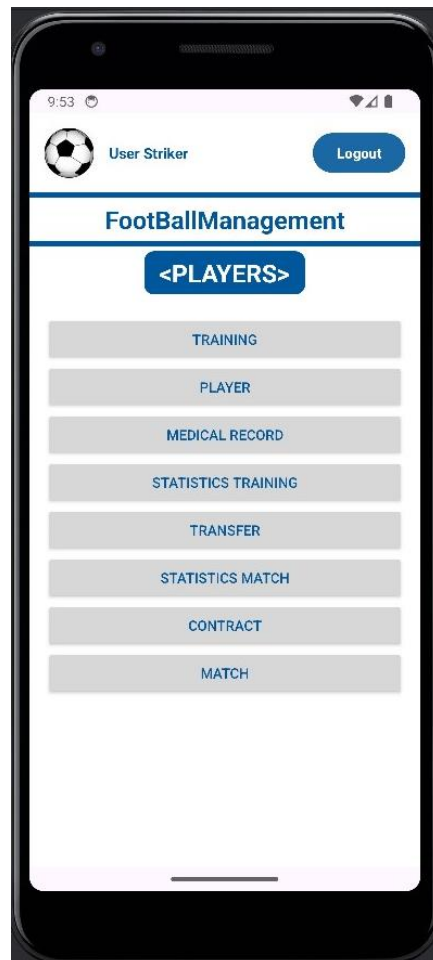 9:53
User Striker
Logout
FootBallManagement
<PLAYERS>
TRAINING
PLAYER
MEDICAL RECORD
STATISTICS TRAINING
TRANSFER
STATISTICS MATCH
CONTRACT
MATCH